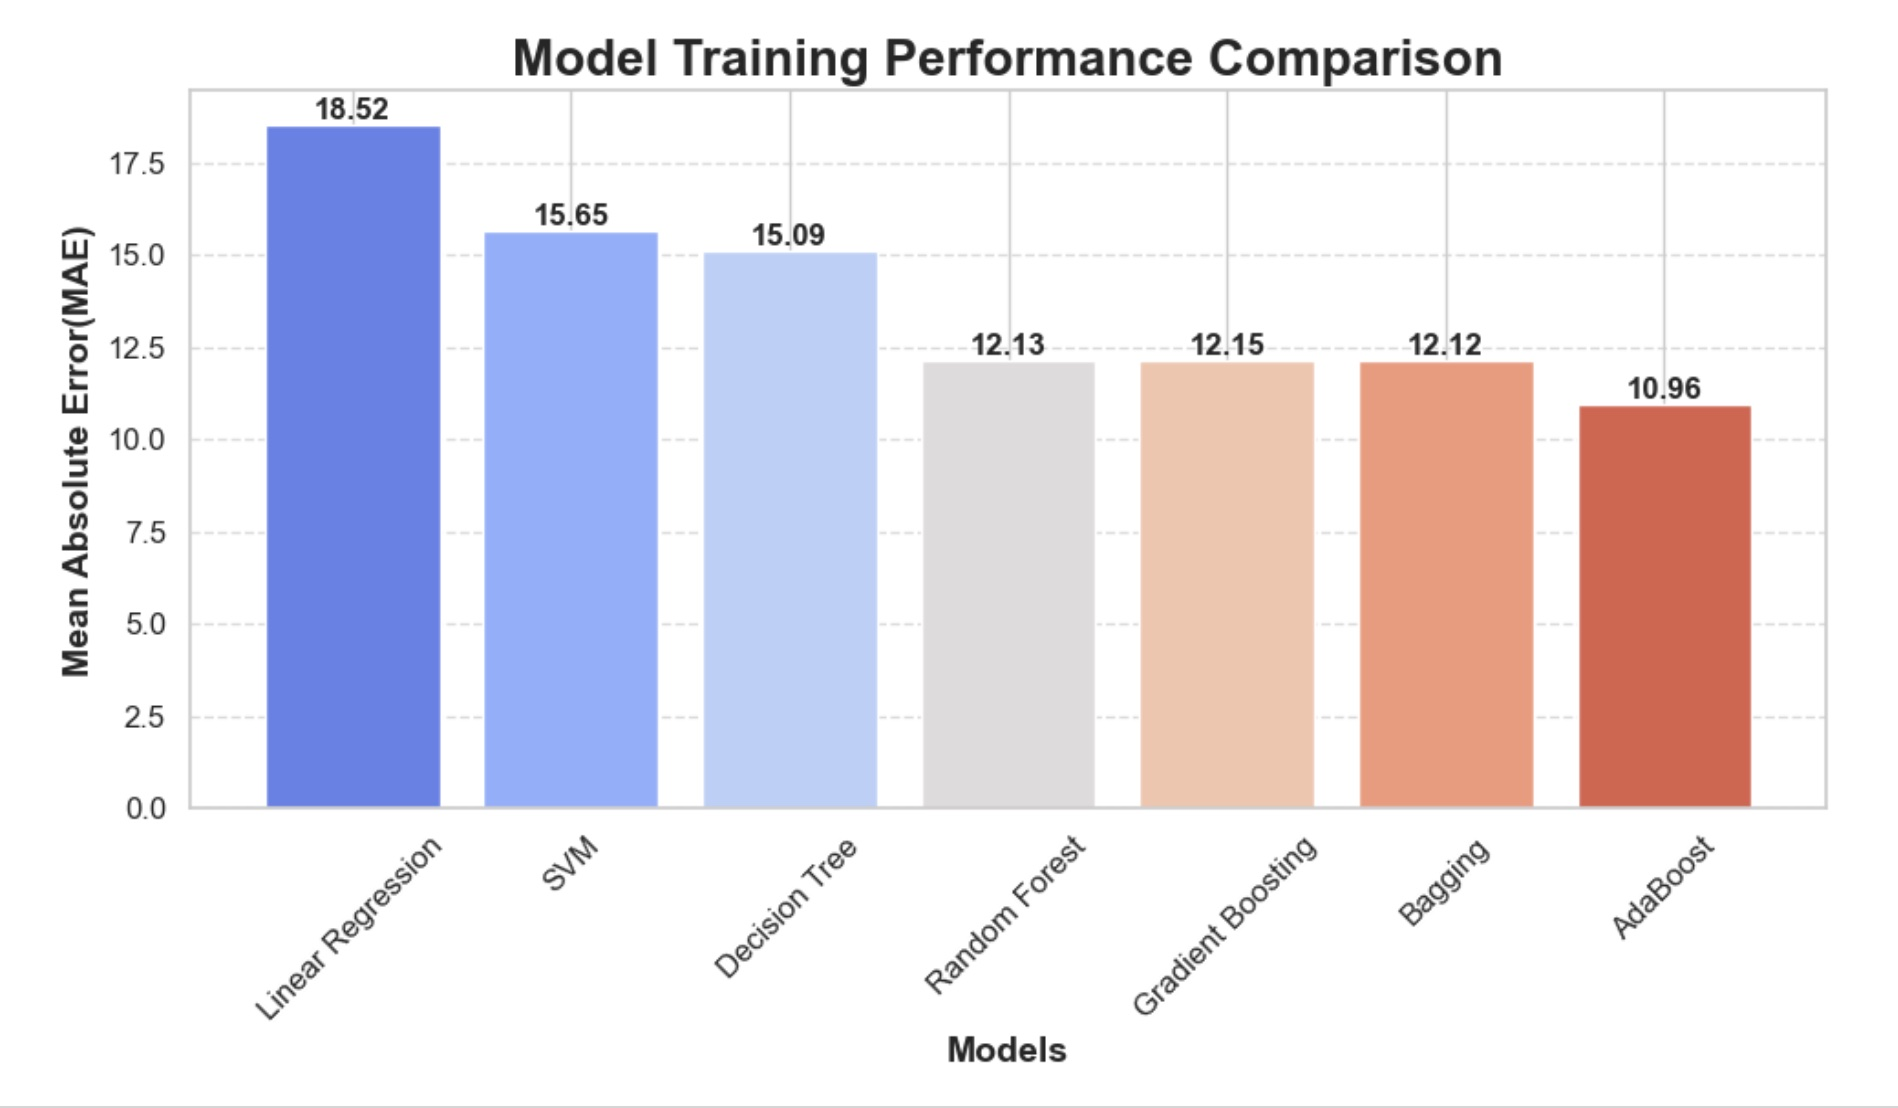 Model Training Performance Comparison
Mean Absolute Error(MAE)
17.5
15.0
12.5
10.0
7.5
5.0
2.5
0.0
18.52
15.65
15.09
12.13
12.15
12.12
10.96
Linear Regression
SVM
Decision Tree
Random Forest
Gradient Boosting
Bagging
AdaBoost
Models